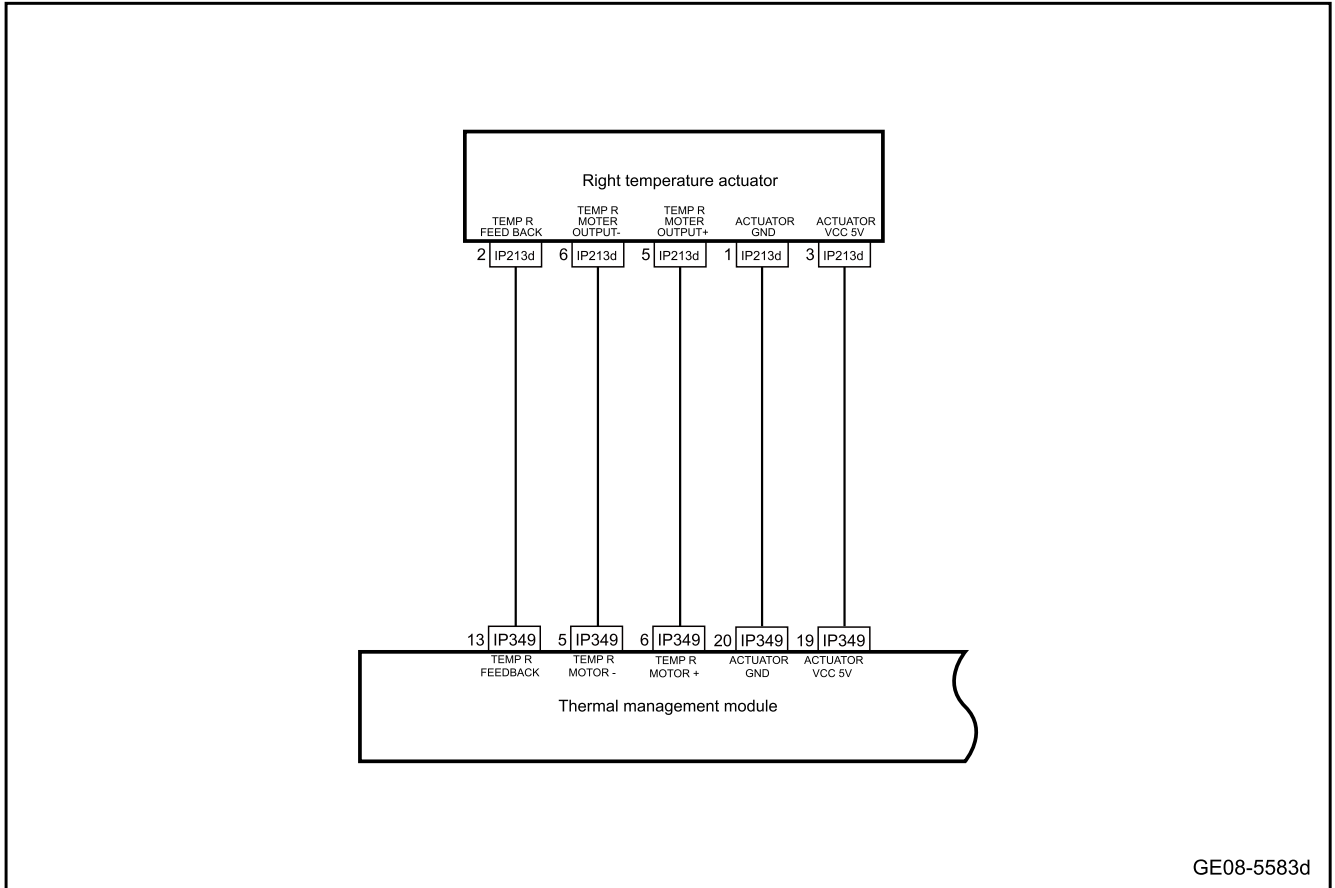 Right temperature actuator
TEMP R
FEED BACK
TEMP R
MOTER
OUTPUT-
TEMP R
MOTER
OUTPUT+
ACTUATOR
GND
ACTUATOR
VCC 5V
2 IP213d 6 IP213d 5 IP213d 1 IP213d 3 IP213d
13 IP349 5 IP349 6 IP349 20 IP349 19 IP349
TEMP R
FEEDBACK
TEMP R
MOTOR -
TEMP R
MOTOR +
ACTUATOR
GND
ACTUATOR
VCC 5V
Thermal management module
GE08-5583d